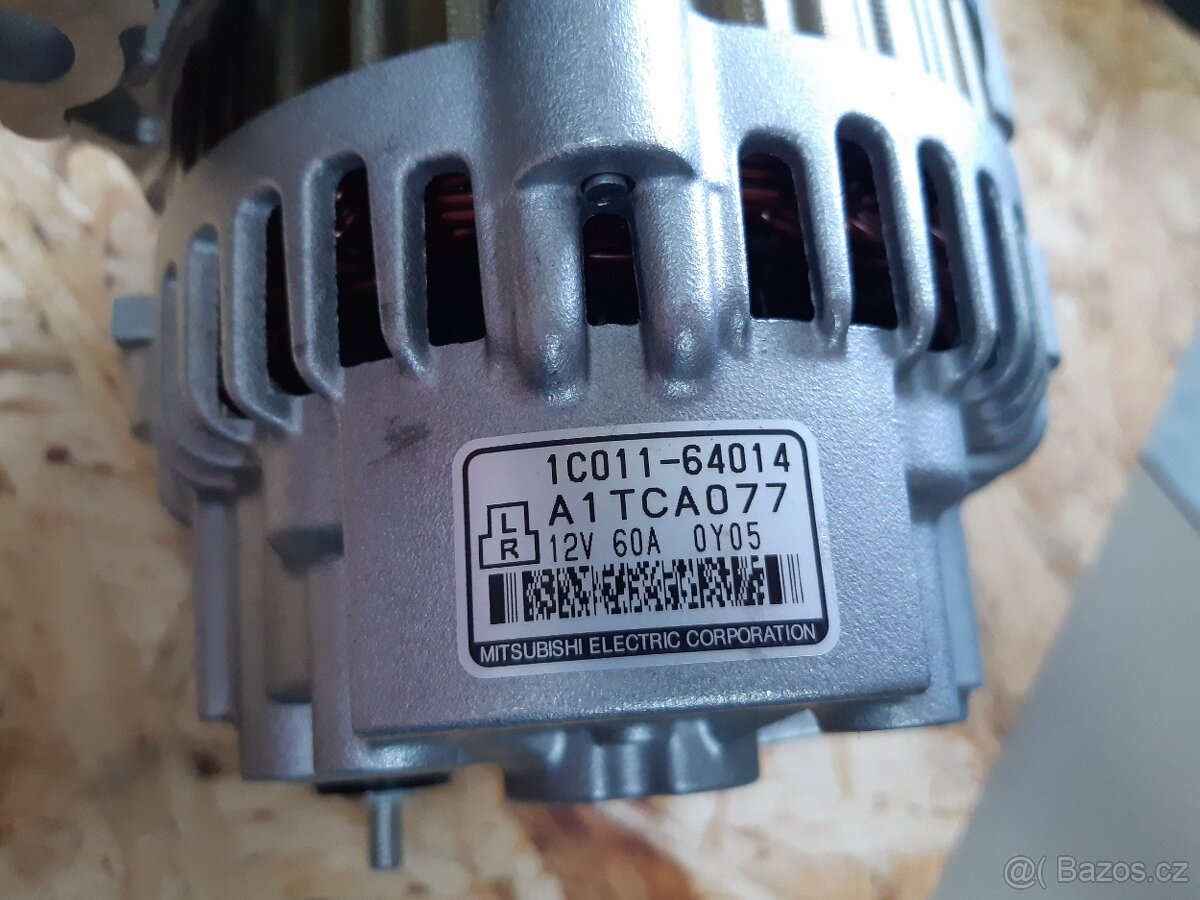 1C011-64014
A1TCA077
L
R
12V 60A 0Y05
MITSUBISHI ELECTRIC CORPORATION
@( Bazos.cz